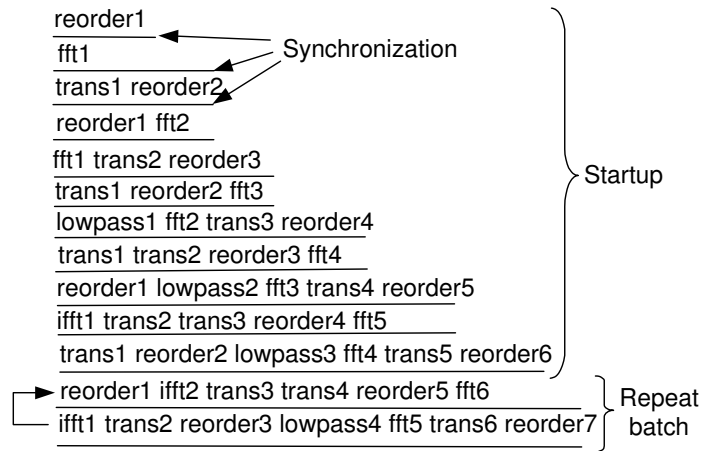 reorder1
fft1
Synchronization
trans1 reorder2
reorder1 fft2
fft1 trans2 reorder3
trans1 reorder2 fft3
Startup
lowpass1 fft2 trans3 reorder4
trans1 trans2 reorder3 fft4
reorder1 lowpass2 fft3 trans4 reorder5
ifft1 trans2 trans3 reorder4 fft5
trans1 reorder2 lowpass3 fft4 trans5 reorder6
reorder1 ifft2 trans3 trans4 reorder5 fft6
ifft1 trans2 reorder3 lowpass4 fft5 trans6 reorder7
Repeat
batch